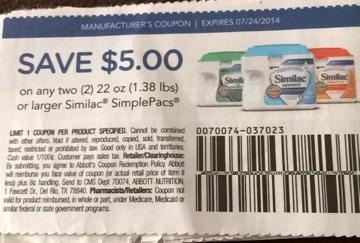 MANUFACTURER'S COUPON | EXPIRES 07/24/2014
SAVE $5.00
on any two (2) 22 oz (1.38 lbs)
or larger Similac® SimplePacs®
Similac
Similac
ADVANCE
Similac
LIMIT 1 COUPON PER PRODUCT SPECIFIED. Cannot be combined
with other offers. Void if altered, reproduced, copied, sold, transferred,
taxed, restricted or prohibited by law. Good only in USA and territories.
Cash value 1/100¢. Customer pays sales tax. Retailer/Clearinghouse:
By submitting, you agree to Abbott's Coupon Redemption Policy. Abbott
will reimburse you face value of coupon (or actual retail price of item if
less) plus 8¢ handling. Send to CMS Dept 70074, ABBOTT NUTRITION,
1 Fawcett Dr., Del Rio, TX 78840. Pharmacists/Retailers: Coupon not
valid for product reimbursed, in whole or part, under Medicare, Medicaid or
similar federal or state government programs.
0070074-037023